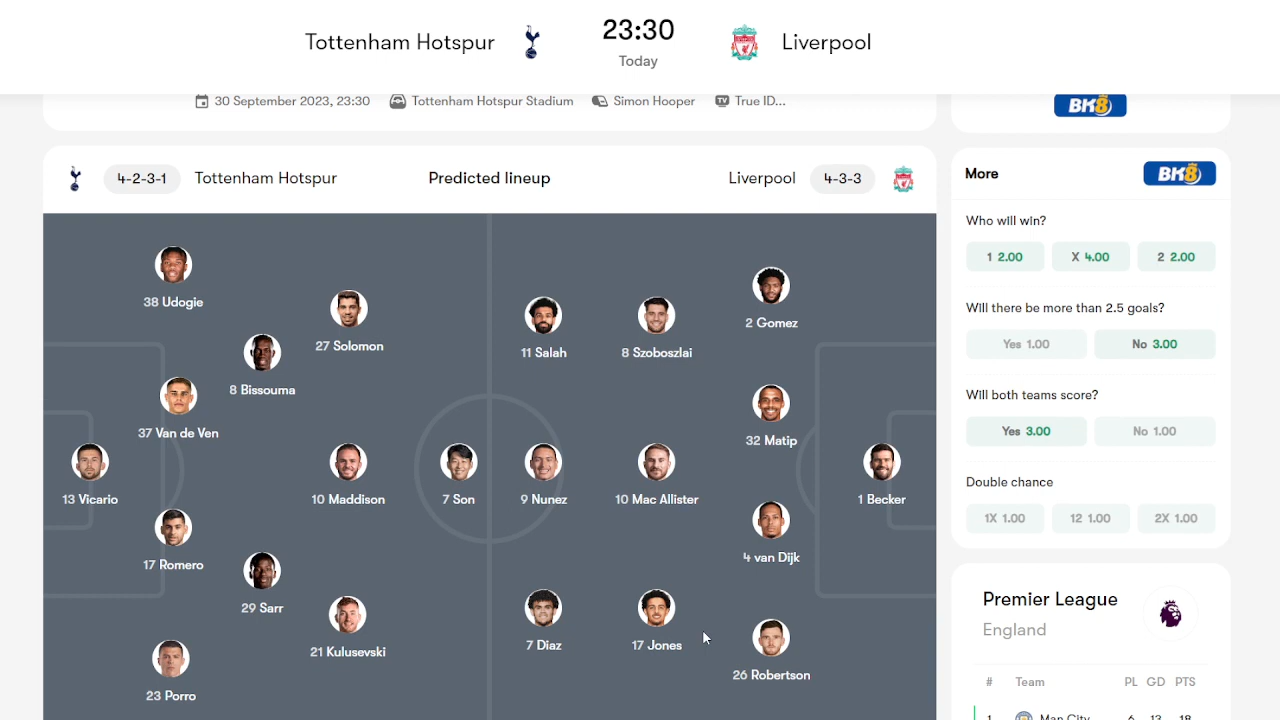 Tottenham Hotspur 23:30 Liverpool
Today
30 September 2023, 23:30 Tottenham Hotspur Stadium Simon Hooper TV True ID...
BK8
4-2-3-1 Tottenham Hotspur Predicted lineup Liverpool 4-3-3
38 Udogie
27 Solomon
8 Bissouma
37 Van de Ven
13 Vicario
10 Maddison
7 Son
17 Romero
29 Sarr
21 Kulusevski
23 Porro
11 Salah
8 Szoboszlai
2 Gomez
32 Matip
9 Nunez
10 Mac Allister
1 Becker
4 van Dijk
7 Diaz
17 Jones
26 Robertson
More BK8
Who will win?
1 2.00 X 4.00 2 2.00
Will there be more than 2.5 goals?
Yes 1.00 No 3.00
Will both teams score?
Yes 3.00 No 1.00
Double chance
1X 1.00 12 1.00 2X 1.00
Premier League
England
# Team PL GD PTS
1 Man City 6 13 18